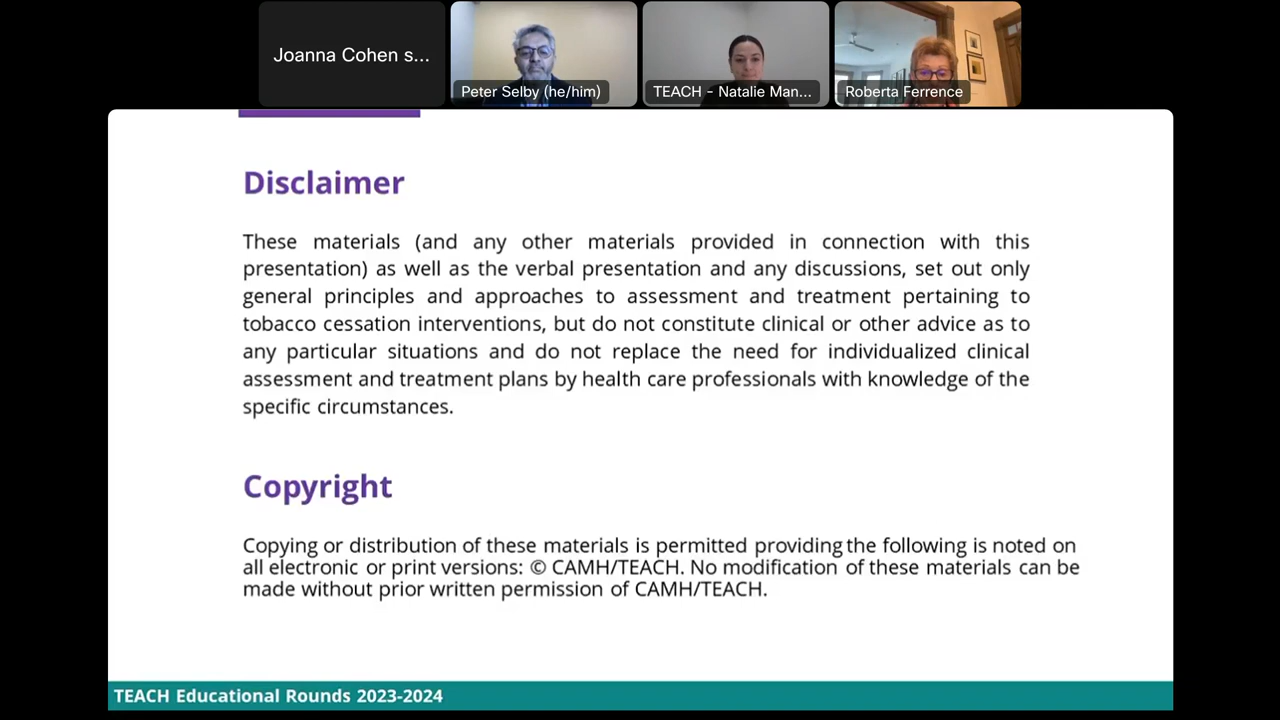 Joanna Cohen s...
Peter Selby (he/him)
TEACH - Natalie Man...
Roberta Ferrence
Disclaimer
These materials (and any other materials provided in connection with this
presentation) as well as the verbal presentation and any discussions, set out only
general principles and approaches to assessment and treatment pertaining to
tobacco cessation interventions, but do not constitute clinical or other advice as to
any particular situations and do not replace the need for individualized clinical
assessment and treatment plans by health care professionals with knowledge of the
specific circumstances.
Copyright
Copying or distribution of these materials is permitted providing the following is noted on
all electronic or print versions: © CAMH/TEACH. No modification of these materials can be
made without prior written permission of CAMH/TEACH.
TEACH Educational Rounds 2023-2024